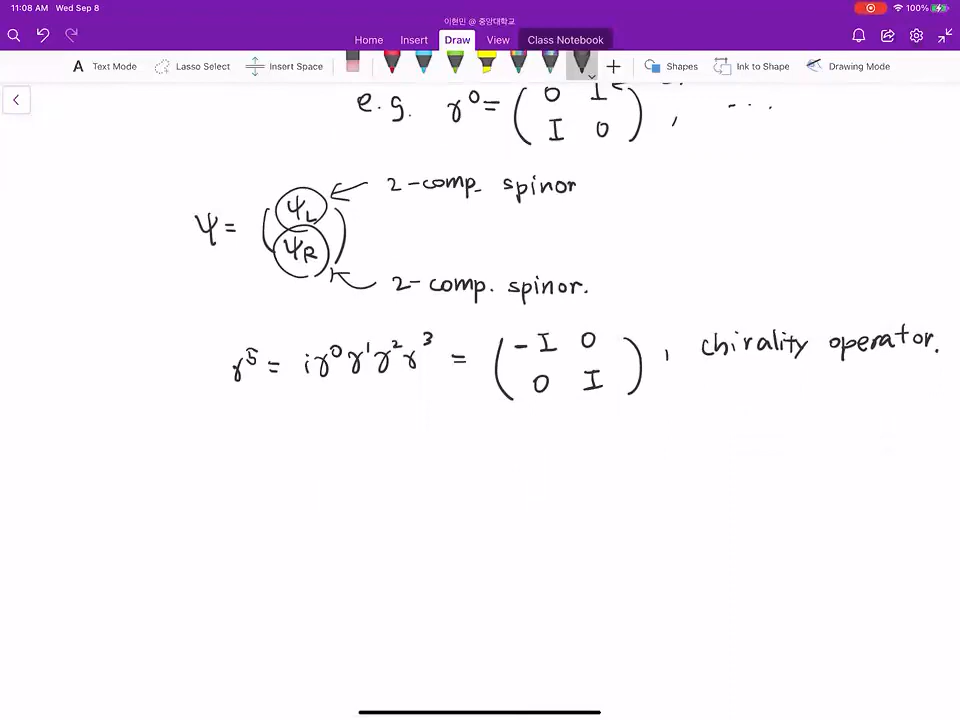 11:08 AM Wed Sep 8 100%
이현민 @ 중앙대학교
Home Insert Draw View Class Notebook
Text Mode Lasso Select Insert Space Shapes Ink to Shape Drawing Mode
e.g. γ⁰ = ( 0 I
I 0 ) , ...
Ψ = ( Ψ_L
Ψ_R ) ← 2-comp. spinor
← 2-comp. spinor.
γ⁵ = iγ⁰γ¹γ²γ³ = ( -I 0
0 I ) , chirality operator.